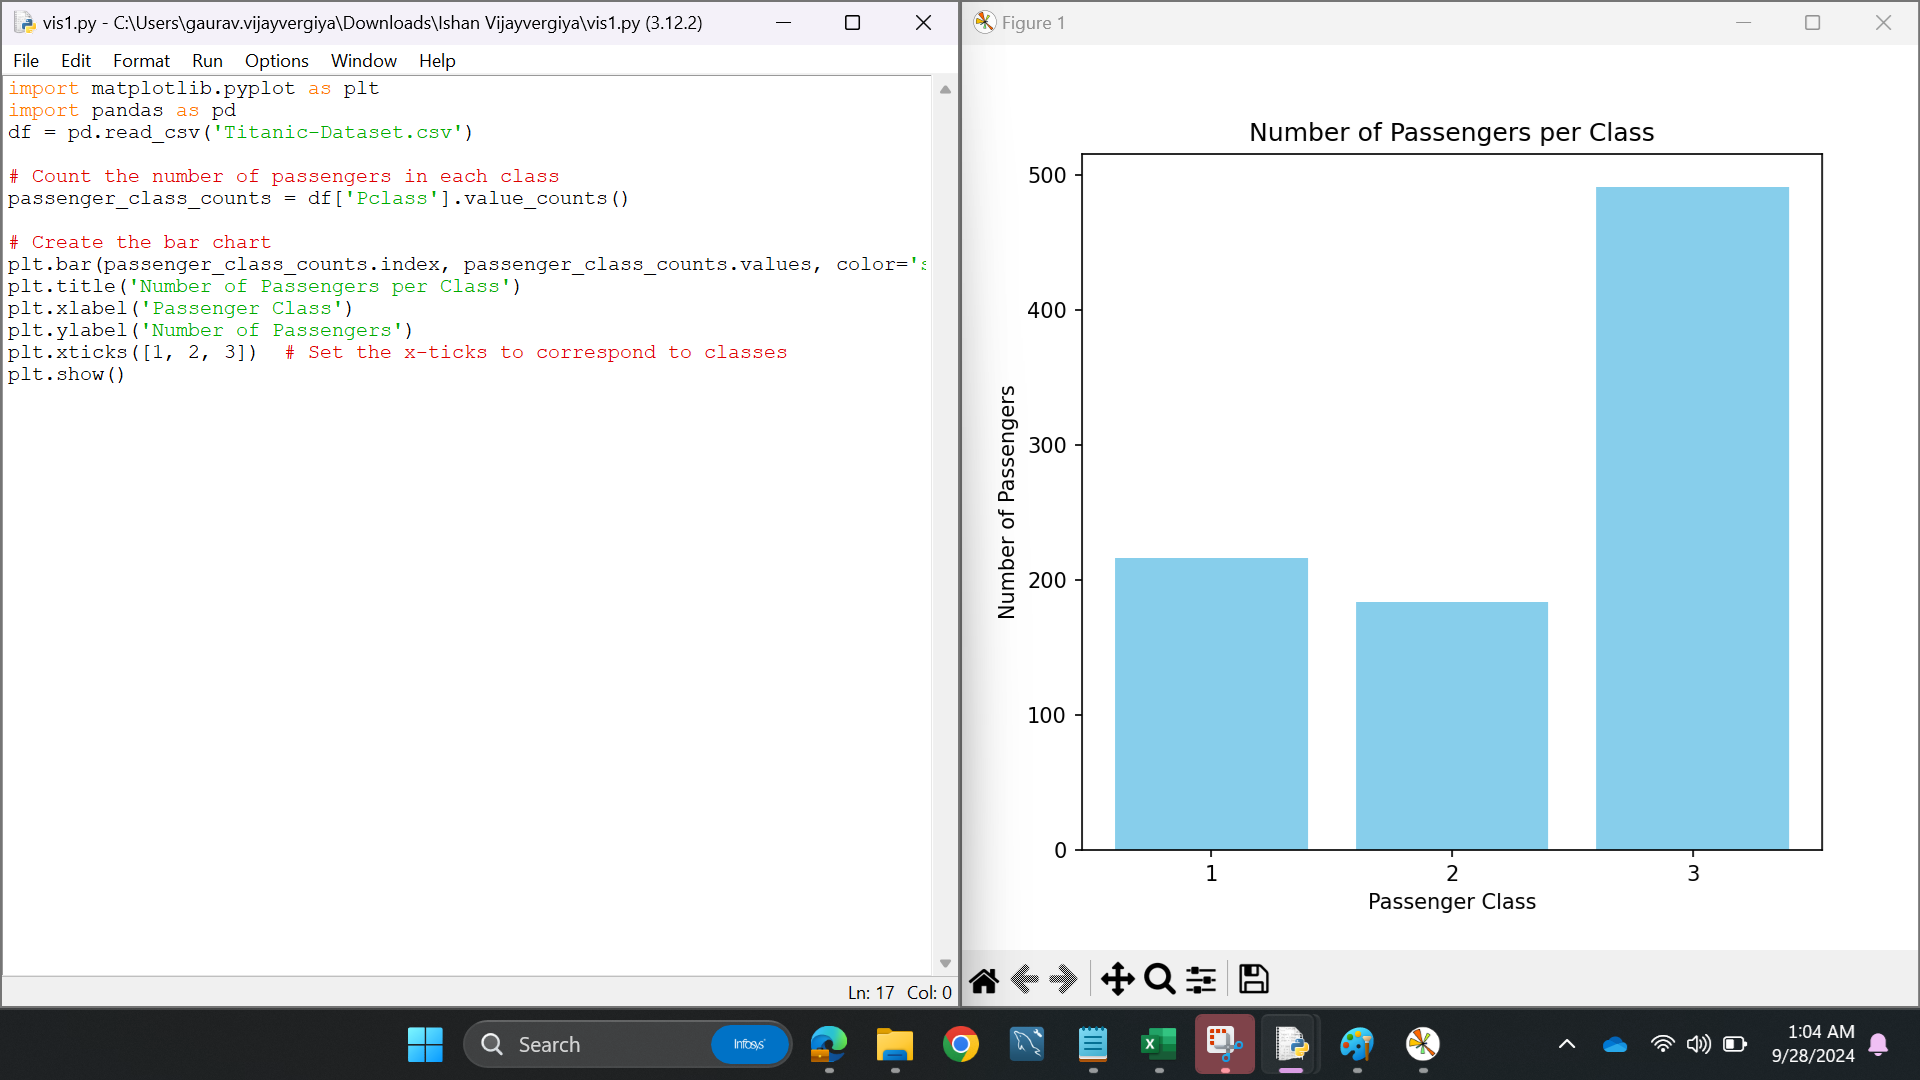 vis1.py - C:\Users\gaurav.vijayvergiya\Downloads\Ishan Vijayvergiya\vis1.py (3.12.2)
File Edit Format Run Options Window Help
import matplotlib.pyplot as plt
import pandas as pd
df = pd.read_csv('Titanic-Dataset.csv')
# Count the number of passengers in each class
passenger_class_counts = df['Pclass'].value_counts()
# Create the bar chart
plt.bar(passenger_class_counts.index, passenger_class_counts.values, color='s
plt.title('Number of Passengers per Class')
plt.xlabel('Passenger Class')
plt.ylabel('Number of Passengers')
plt.xticks([1, 2, 3])  # Set the x-ticks to correspond to classes
plt.show()
Ln: 17 Col: 0
Figure 1
Number of Passengers per Class
500
400
300
200
100
0
Number of Passengers
1 2 3
Passenger Class
Search
Infosys
1:04 AM
9/28/2024